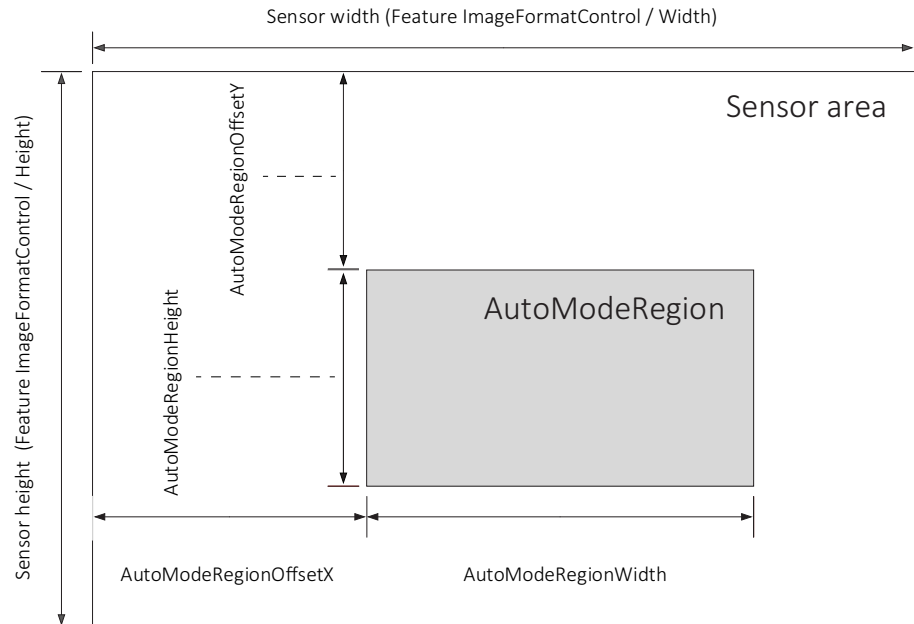 Sensor width (Feature ImageFormatControl / Width)
Sensor area
Sensor height  (Feature ImageFormatControl / Height)
AutoModeRegionOffsetY
AutoModeRegionHeight
AutoModeRegion
AutoModeRegionOffsetX
AutoModeRegionWidth